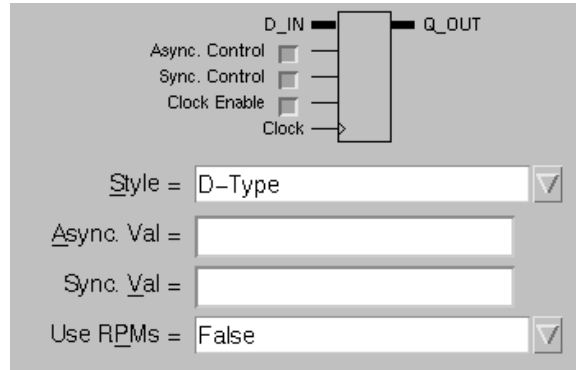 D_IN Q_OUT
Async. Control
Sync. Control
Clock Enable
Clock
Style = D-Type
Async. Val =
Sync. Val =
Use RPMs = False